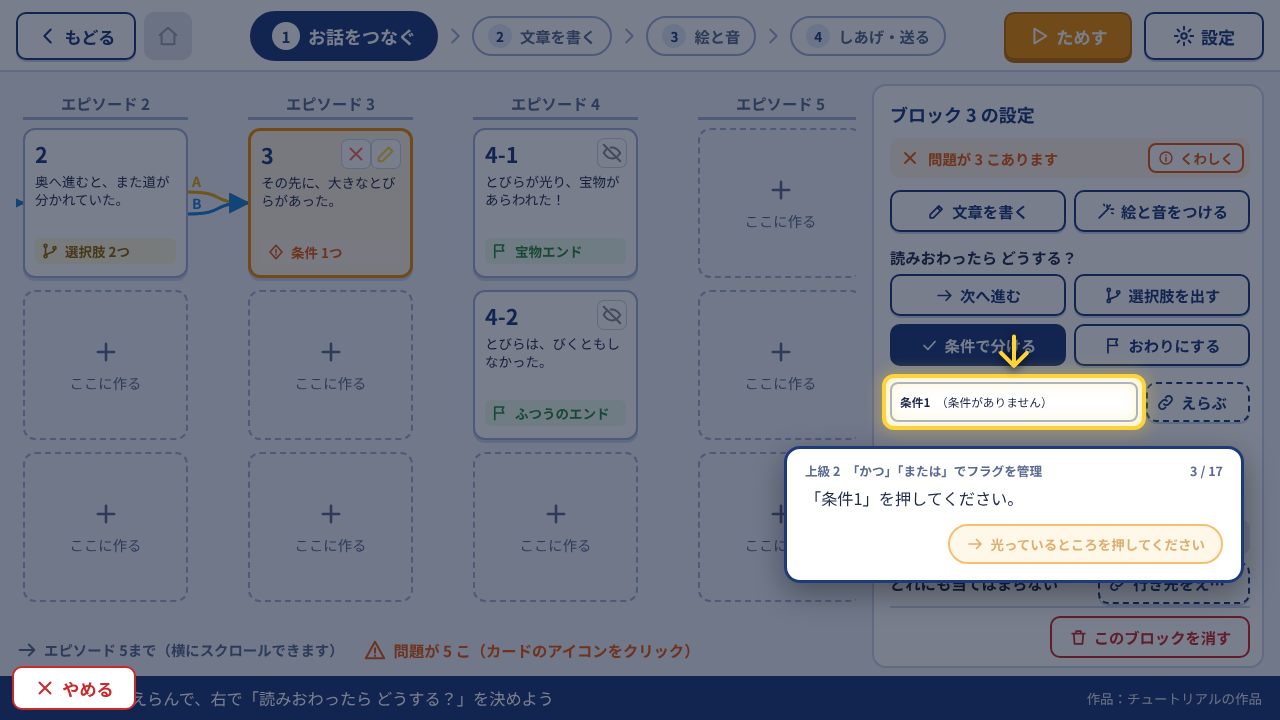 もどる
1 お話をつなぐ
2 文章を書く
3 絵と音
4 しあげ・送る
ためす
設定
エピソード 2
エピソード 3
エピソード 4
エピソード 5
2
奥へ進むと、また道が
分かれていた。
選択肢 2つ
A
B
3
その先に、大きなとび
らがあった。
条件 1つ
4-1
とびらが光り、宝物が
あらわれた！
宝物エンド
ここに作る
ここに作る
ここに作る
4-2
とびらは、びくともし
なかった。
ふつうのエンド
ここに作る
ここに作る
ここに作る
ここに作る
ブロック 3 の設定
問題が 3 こあります
くわしく
文章を書く
絵と音をつける
読みおわったら どうする？
次へ進む
選択肢を出す
条件で分ける
おわりにする
条件1 （条件がありません）
えらぶ
上級 2 「かつ」「または」でフラグを管理
3 / 17
「条件1」を押してください。
光っているところを押してください
どれにも当てはまらない
行き先をえ…
このブロックを消す
エピソード 5まで（横にスクロールできます）
問題が 5 こ（カードのアイコンをクリック）
やめる
えらんで、右で「読みおわったら どうする？」を決めよう
作品：チュートリアルの作品